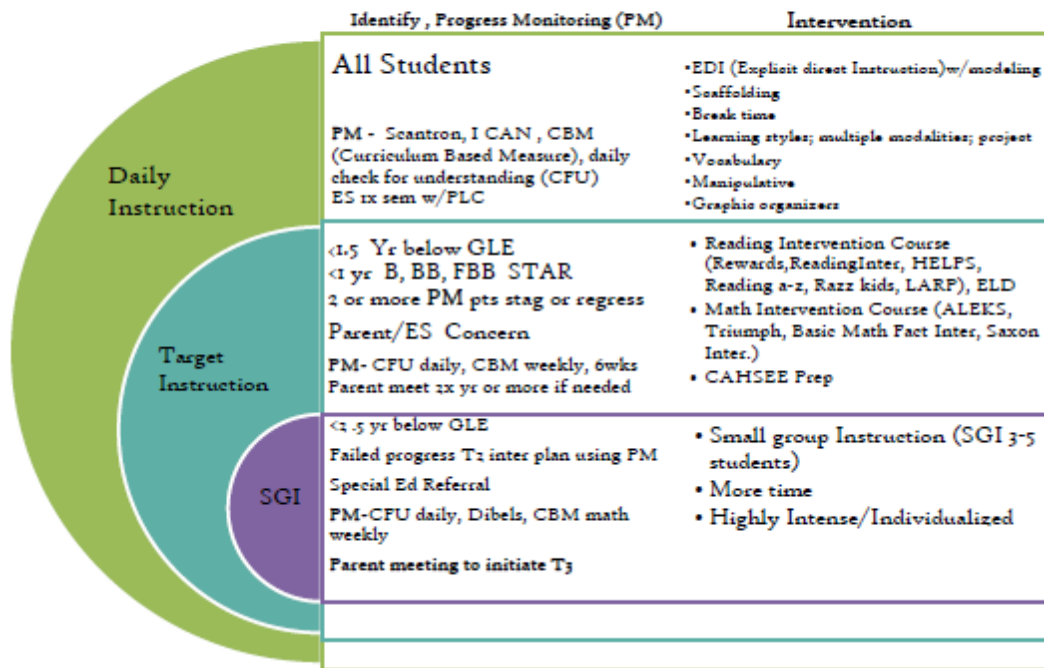 Identify , Progress Monitoring (PM)
Intervention
Daily
Instruction
All Students
PM - Scantron, I CAN , CBM
(Curriculum Based Measure), daily
check for understanding (CFU)
ES 1x sem w/PLC
•EDI (Explicit direct Instruction)w/modeling
•Scaffolding
•Break time
•Learning styles; multiple modalities; project
•Vocabulary
•Manipulative
•Graphic organizers
Target
Instruction
<1.5 Yr below GLE
<1 yr B, BB, FBB STAR
2 or more PM pts stag or regress
Parent/ES Concern
PM- CFU daily, CBM weekly, 6wks
Parent meet 2x yr or more if needed
• Reading Intervention Course
(Rewards,ReadingInter, HELPS,
Reading a-z, Razz kids, LARP), ELD
• Math Intervention Course (ALEKS,
Triumph, Basic Math Fact Inter, Saxon
Inter.)
• CAHSEE Prep
SGI
<2 .5 yr below GLE
Failed progress T2 inter plan using PM
Special Ed Referral
PM-CFU daily, Dibels, CBM math
weekly
Parent meeting to initiate T3
• Small group Instruction (SGI 3-5
students)
• More time
• Highly Intense/Individualized